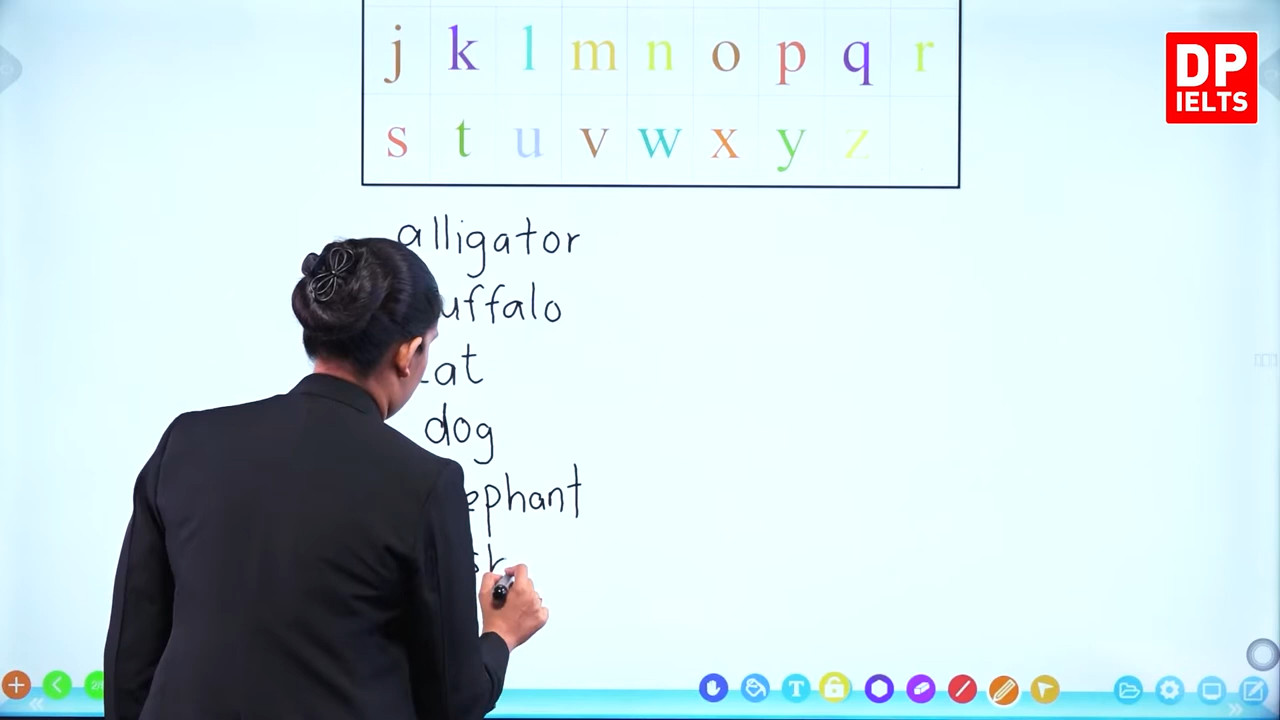 DP
IELTS
j k l m n o p q r
s t u v w x y z
alligator
uffalo
at
dog
ephant